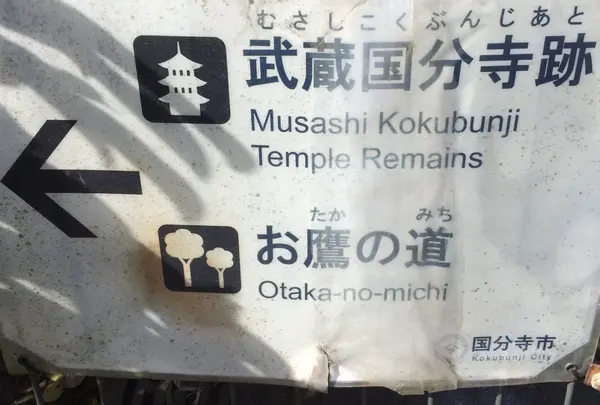 むさしこくぶんじあと
武蔵国分寺跡
Musashi Kokubunji
Temple Remains
たか みち
お鷹の道
Otaka-no-michi
国分寺市
Kokubunji City